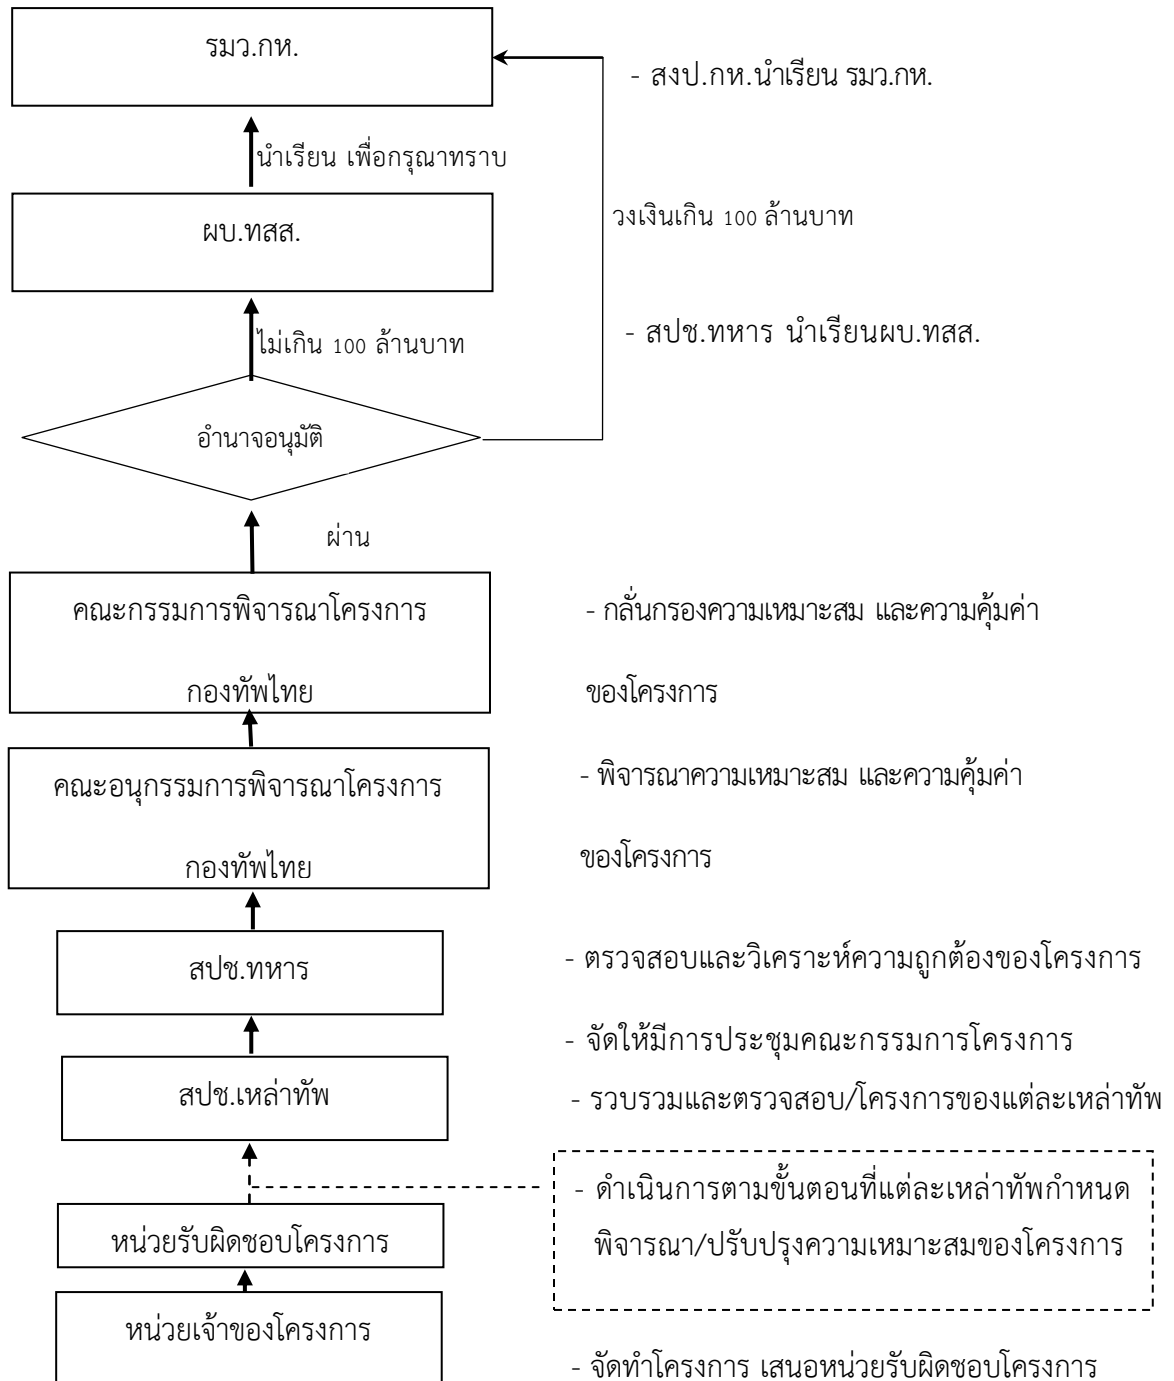 รมว.กห.
- สงป.กห.นำเรียน รมว.กห.
นำเรียน เพื่อกรุณาทราบ
ผบ.ทสส.
วงเงินเกิน 100 ล้านบาท
ไม่เกิน 100 ล้านบาท
- สปช.ทหาร นำเรียนผบ.ทสส.
อำนาจอนุมัติ
ผ่าน
คณะกรรมการพิจารณาโครงการ
กองทัพไทย
- กลั่นกรองความเหมาะสม และความคุ้มค่า
ของโครงการ
คณะอนุกรรมการพิจารณาโครงการ
กองทัพไทย
- พิจารณาความเหมาะสม และความคุ้มค่า
ของโครงการ
สปช.ทหาร
- ตรวจสอบและวิเคราะห์ความถูกต้องของโครงการ
- จัดให้มีการประชุมคณะกรรมการโครงการ
สปช.เหล่าทัพ
- รวบรวมและตรวจสอบ/โครงการของแต่ละเหล่าทัพ
- ดำเนินการตามขั้นตอนที่แต่ละเหล่าทัพกำหนด
พิจารณา/ปรับปรุงความเหมาะสมของโครงการ
หน่วยรับผิดชอบโครงการ
หน่วยเจ้าของโครงการ
- จัดทำโครงการ เสนอหน่วยรับผิดชอบโครงการ